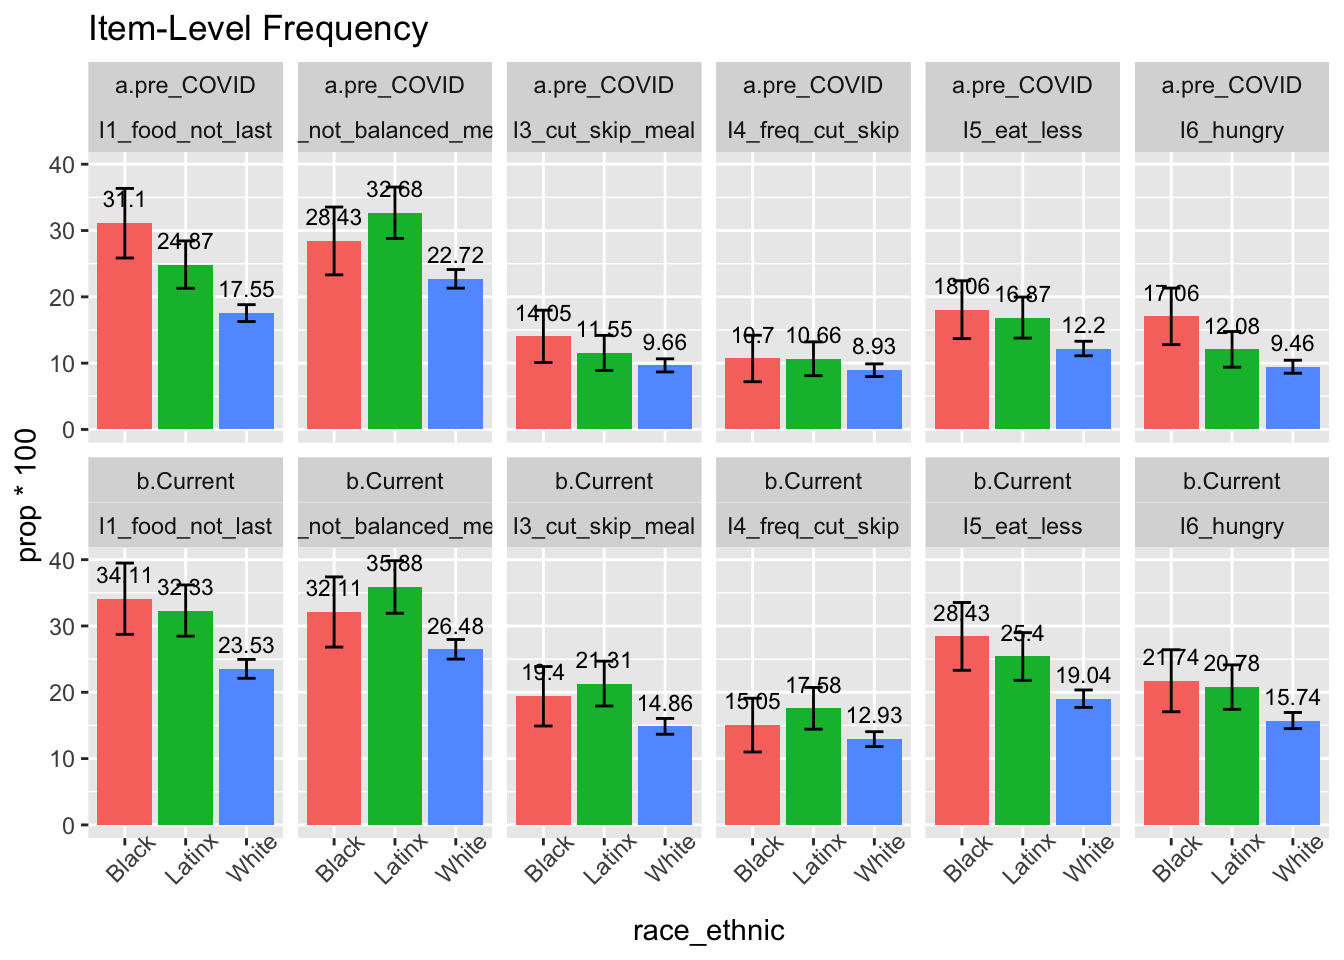 Item-Level Frequency
a.pre_COVID a.pre_COVID a.pre_COVID a.pre_COVID a.pre_COVID a.pre_COVID
I1_food_not_last _not_balanced_me I3_cut_skip_meal I4_freq_cut_skip I5_eat_less I6_hungry
40
30
20
10
0
31.1 24.87 17.55
28.43 32.68 22.72
14.05 11.55 9.66
10.7 10.66 8.93
18.06 16.87 12.2
17.06 12.08 9.46
prop * 100
b.Current b.Current b.Current b.Current b.Current b.Current
I1_food_not_last _not_balanced_me I3_cut_skip_meal I4_freq_cut_skip I5_eat_less I6_hungry
40
30
20
10
0
34.11 32.33 23.53
32.11 35.88 26.48
19.4 21.31 14.86
15.05 17.58 12.93
28.43 25.4 19.04
21.74 20.78 15.74
Black Latinx White Black Latinx White Black Latinx White Black Latinx White Black Latinx White Black Latinx White
race_ethnic